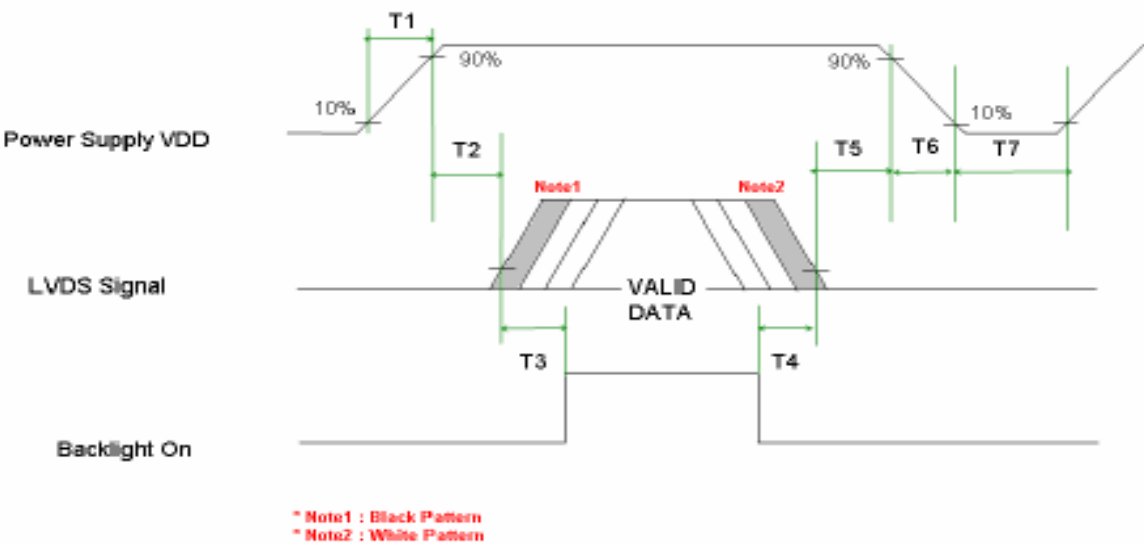 T1
90%
90%
10%
10%
Power Supply VDD
T2
T5
T6
T7
Note1
Note2
LVDS Signal
VALID
DATA
T3
T4
Backlight On
* Note1 : Black Pattern
* Note2 : White Pattern